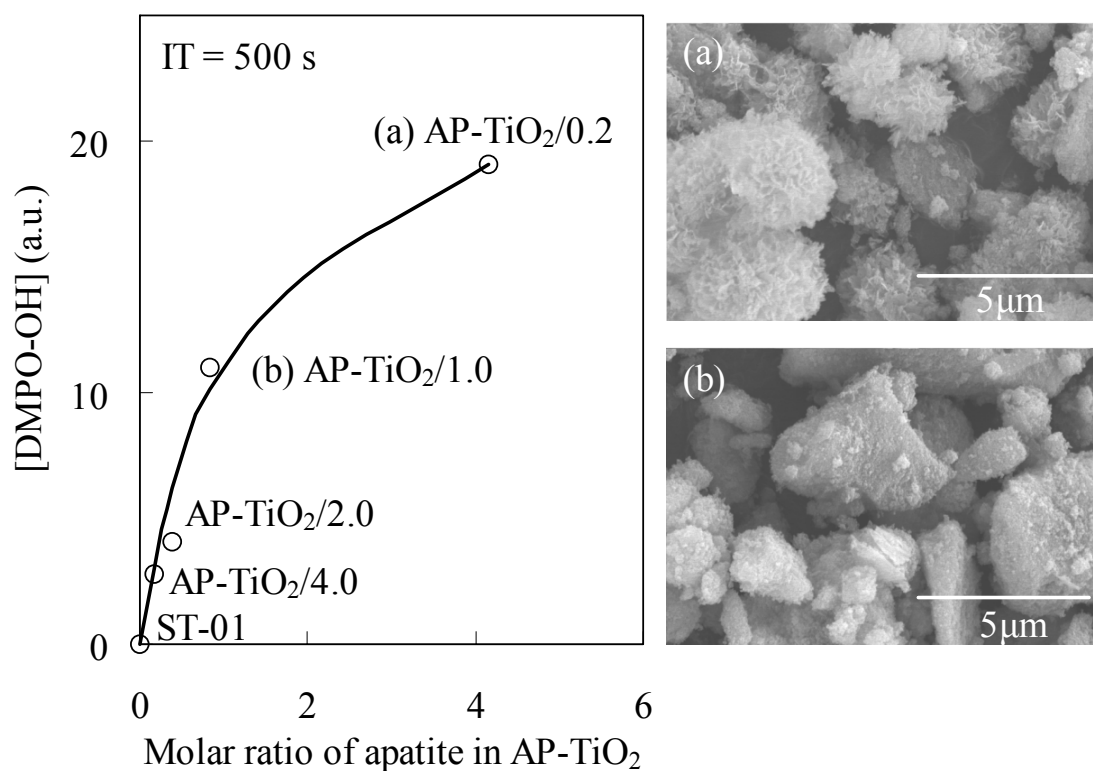 IT = 500 s
20
(a) AP-TiO₂/0.2
[DMPO-OH] (a.u.)
(b) AP-TiO₂/1.0
10
AP-TiO₂/2.0
AP-TiO₂/4.0
ST-01
0
0 2 4 6
Molar ratio of apatite in AP-TiO₂
(a)
5μm
(b)
5μm